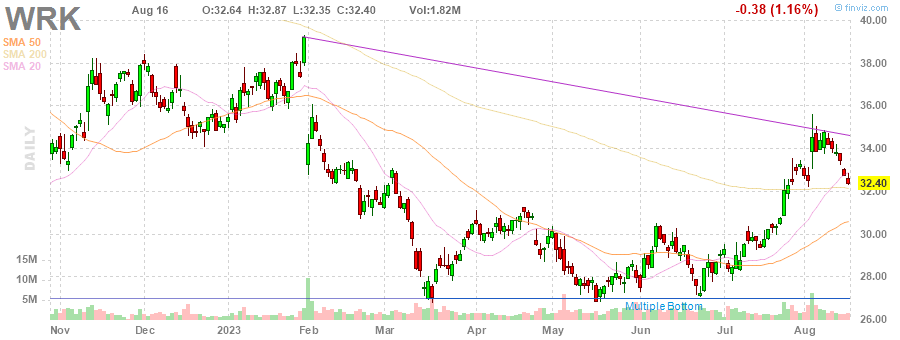 WRK
Aug 16 O:32.64 H:32.87 L:32.35 C:32.40 Vol:1.82M
-0.38 (1.16%)
© finviz.com
SMA 50
SMA 200
SMA 20
DAILY
40.00
38.00
36.00
34.00
32.40
32.00
30.00
28.00
26.00
15M
10M
5M
Multiple Bottom
Nov Dec 2023 Feb Mar Apr May Jun Jul Aug